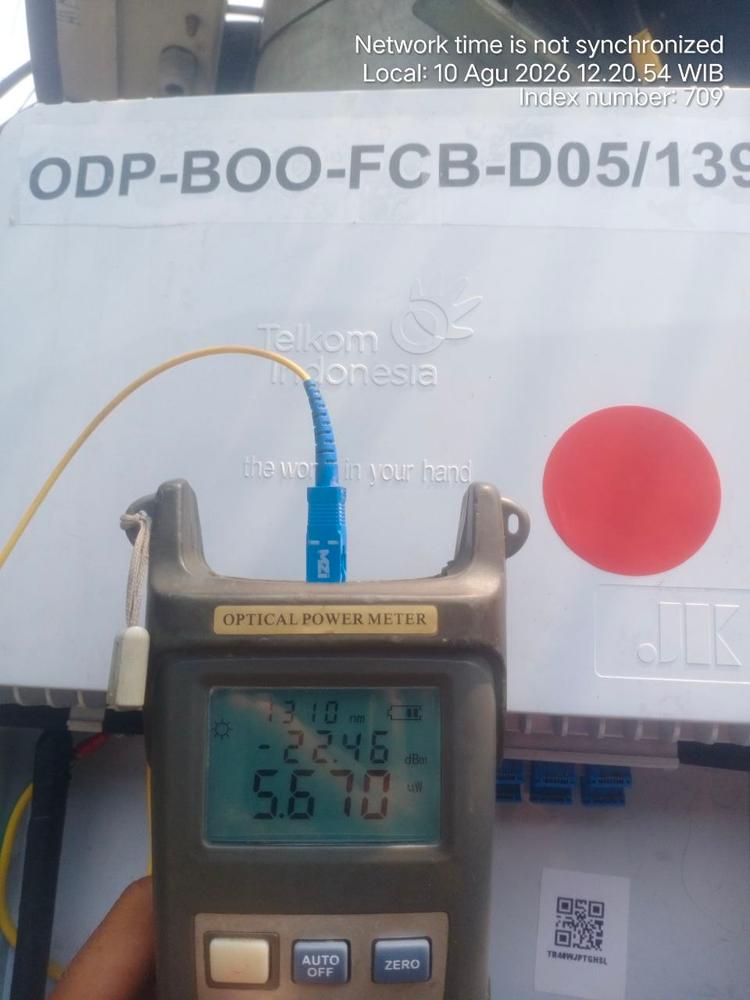 Network time is not synchronized
Local: 10 Agu 2026 12.20.54 WIB
Index number: 709
ODP-BOO-FCB-D05/139
Telkom
Indonesia
the world in your hand
OPTICAL POWER METER
1310 nm
-22.46 dBm
5.670 uW
AUTO OFF
ZERO